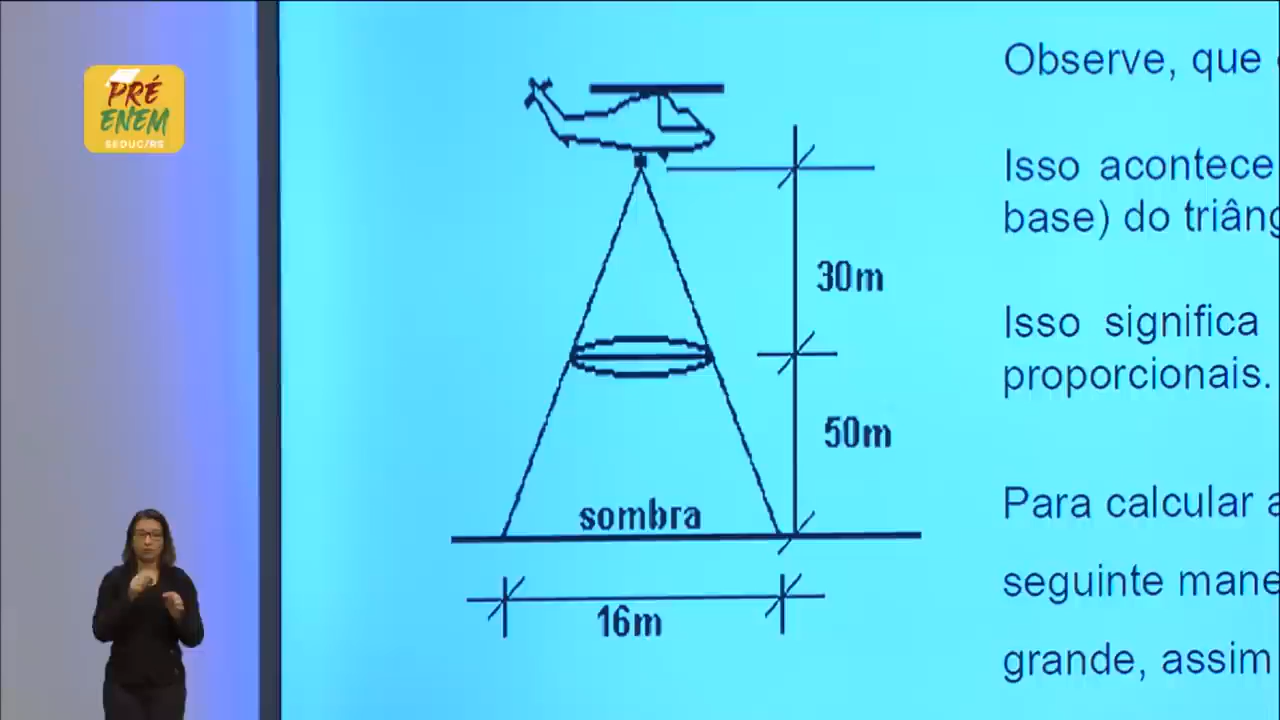 PRÉ
ENEM
SEDUC/RS
Observe, que
Isso acontece
base) do triâng
30m
Isso significa
proporcionais.
50m
Para calcular a
sombra
seguinte mane
16m
grande, assim